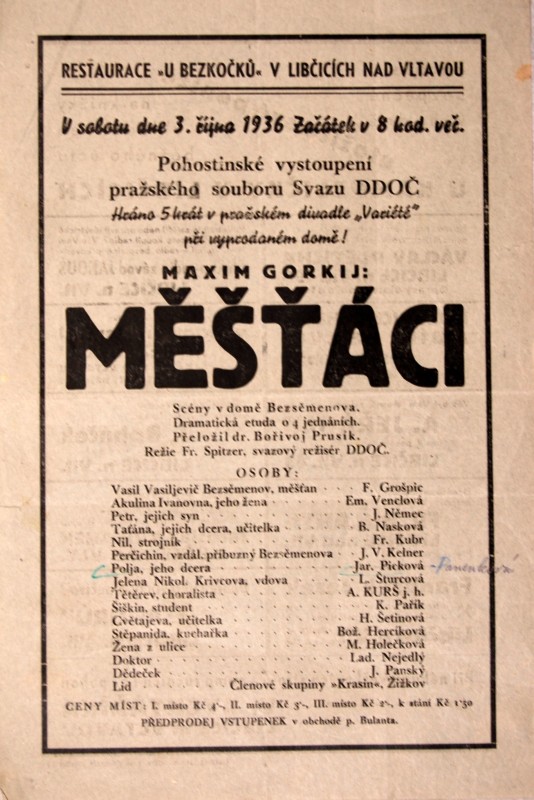 RESTAURACE »U BEZKOČKŮ« V LIBČICÍCH NAD VLTAVOU
V sobotu dne 3. října 1936 Začátek v 8 hod. več.
Pohostinské vystoupení
pražského souboru Svazu DDOČ
Hráno 5krát v pražském divadle „Varieté"
při vyprodaném domě!
MAXIM GORKIJ:
MĚŠŤÁCI
Scény v domě Bezsěmenova.
Dramatická etuda o 4 jednáních.
Přeložil dr. Bořivoj Prusík.
Režie Fr. Spitzer, svazový režisér DDOČ.
OSOBY:
Vasil Vasiljevič Bezsěmenov, měšťan F. Grošpic
Akulina Ivanovna, jeho žena Em. Venclová
Petr, jejich syn J. Němec
Taťána, jejich dcera, učitelka B. Nasková
Nil, strojník Fr. Kubr
Perčichin, vzdál. příbuzný Bezsěmenova J. V. Kelner
Polja, jeho dcera Jar. Picková
Jelena Nikol. Krivcova, vdova L. Šturcová
Tětěrev, choralista A. KURŠ j. h.
Šiškin, student K. Pařík
Cvětajeva, učitelka H. Šetinová
Stěpanida, kuchařka Bož. Hercíková
Žena z ulice M. Holečková
Doktor Lad. Nejedlý
Dědeček J. Panský
Lid Členové skupiny »Krasin«, Žižkov
CENY MÍST: I. místo Kč 4·-, II. místo Kč 3·-, III. místo Kč 2·-, k stání Kč 1·50
PŘEDPRODEJ VSTUPENEK v obchodě p. Bulanta.